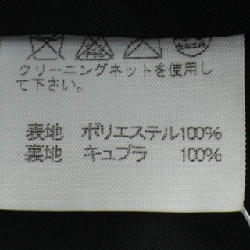 クリーニングネットを使用し
て下さい。
表地 ポリエステル100%
裏地 キュプラ 100%